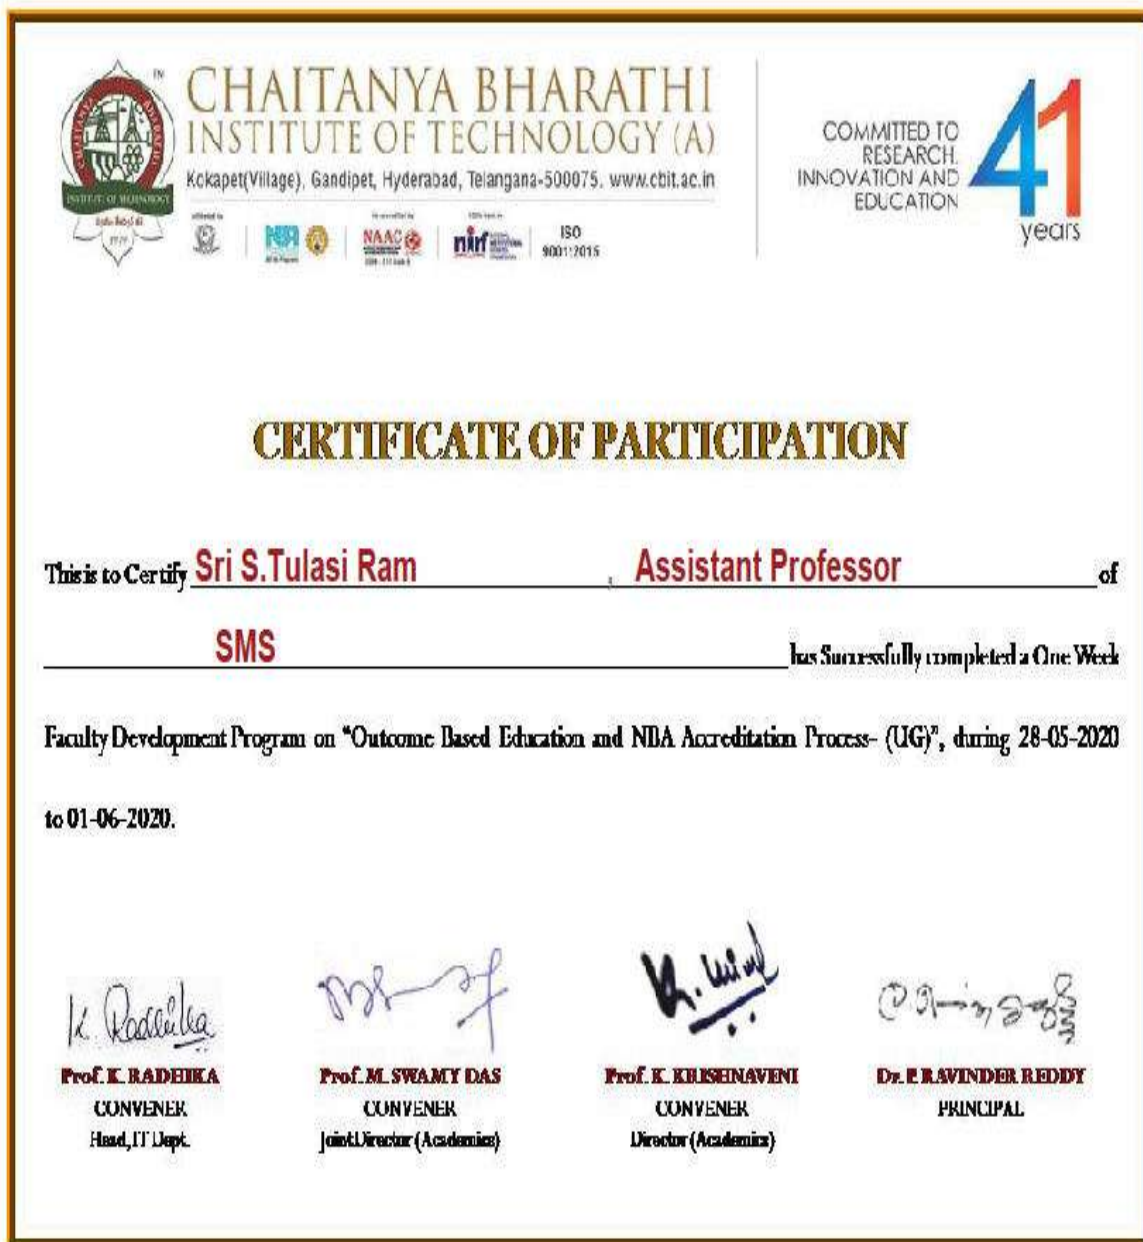 CHAITANYA BHARATHI
INSTITUTE OF TECHNOLOGY (A)
Kokapet(Village), Gandipet, Hyderabad, Telangana-500075. www.cbit.ac.in
NAAC
nirf
ISO
9001:2015
COMMITTED TO
RESEARCH,
INNOVATION AND
EDUCATION
41
years
CERTIFICATE OF PARTICIPATION
This is to Certify Sri S.Tulasi Ram , Assistant Professor of
SMS has Successfully completed a One Week
Faculty Development Program on “Outcome Based Education and NBA Accreditation Process- (UG)”, during 28-05-2020
to 01-06-2020.
K. Radhika
Prof. K. RADHIKA
CONVENER
Head, IT Dept.
Prof. M. SWAMY DAS
CONVENER
Joint Director (Academics)
Prof. K. KRISHNAVENI
CONVENER
Director (Academics)
Dr. P. RAVINDER REDDY
PRINCIPAL